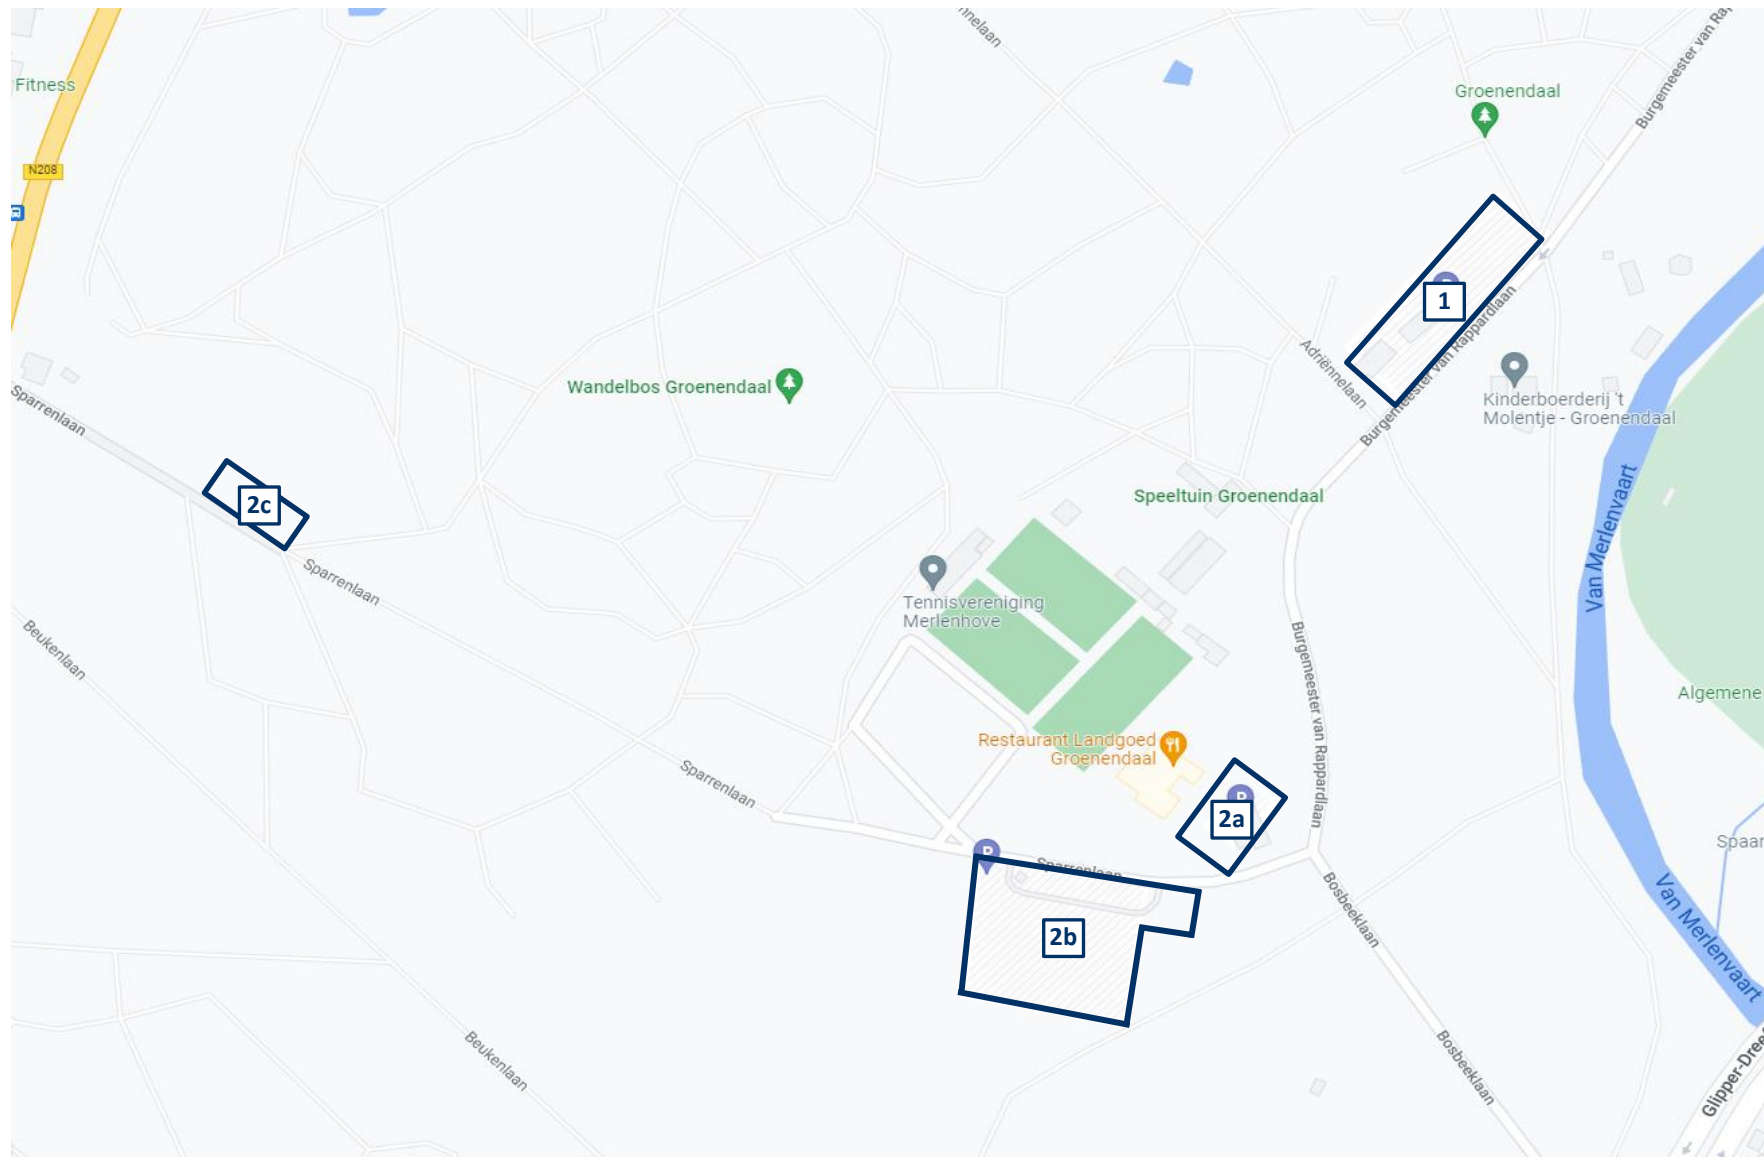 Fitness
N208
nnelaan
Groenendaal
Burgemeester van Ra
1
Burgemeester van Rappardlaan
Adriënnelaan
Kinderboerderij 't
Molentje - Groenendaal
Wandelbos Groenendaal
Sparrenlaan
2c
Sparrenlaan
Speeltuin Groenendaal
Van Merlenvaart
Tennisvereniging
Merlenhove
Beukenlaan
Burgemeester van Rappardlaan
Algemene
Restaurant Landgoed
Groenendaal
Sparrenlaan
P
2a
Spaar
P
Sparrenlaan
2b
Bosbeeklaan
Van Merlenvaart
Beukenlaan
Bosbeeklaan
Glipper-Dree